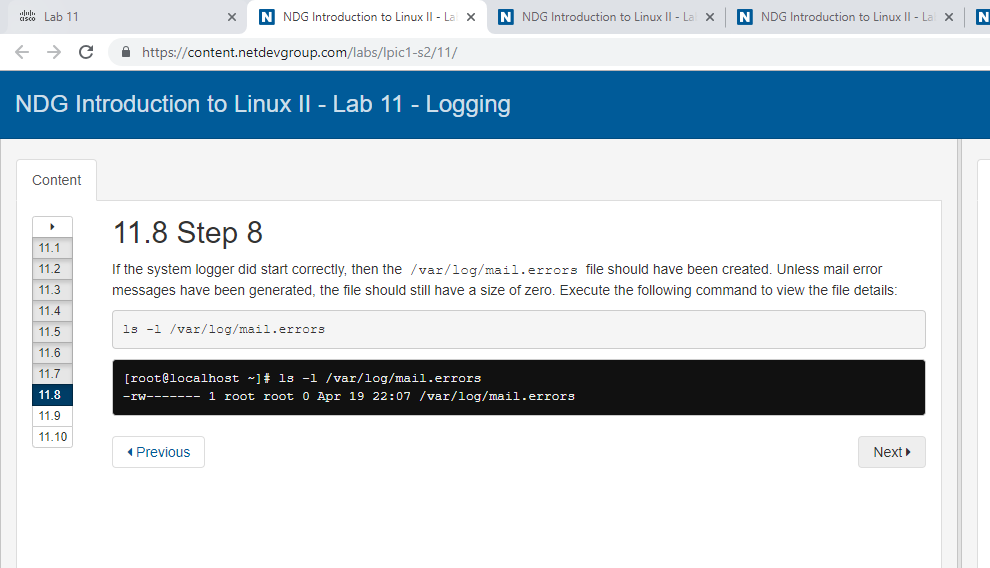 Lab 11
NDG Introduction to Linux II - La
NDG Introduction to Linux II - La
NDG Introduction to Linux II - La
https://content.netdevgroup.com/labs/lpic1-s2/11/
NDG Introduction to Linux II - Lab 11 - Logging
Content
11.1
11.2
11.3
11.4
11.5
11.6
11.7
11.8
11.9
11.10
11.8 Step 8
If the system logger did start correctly, then the /var/log/mail.errors file should have been created. Unless mail error
messages have been generated, the file should still have a size of zero. Execute the following command to view the file details:
ls -l /var/log/mail.errors
[root@localhost ~]# ls -l /var/log/mail.errors
-rw------- 1 root root 0 Apr 19 22:07 /var/log/mail.errors
Previous
Next